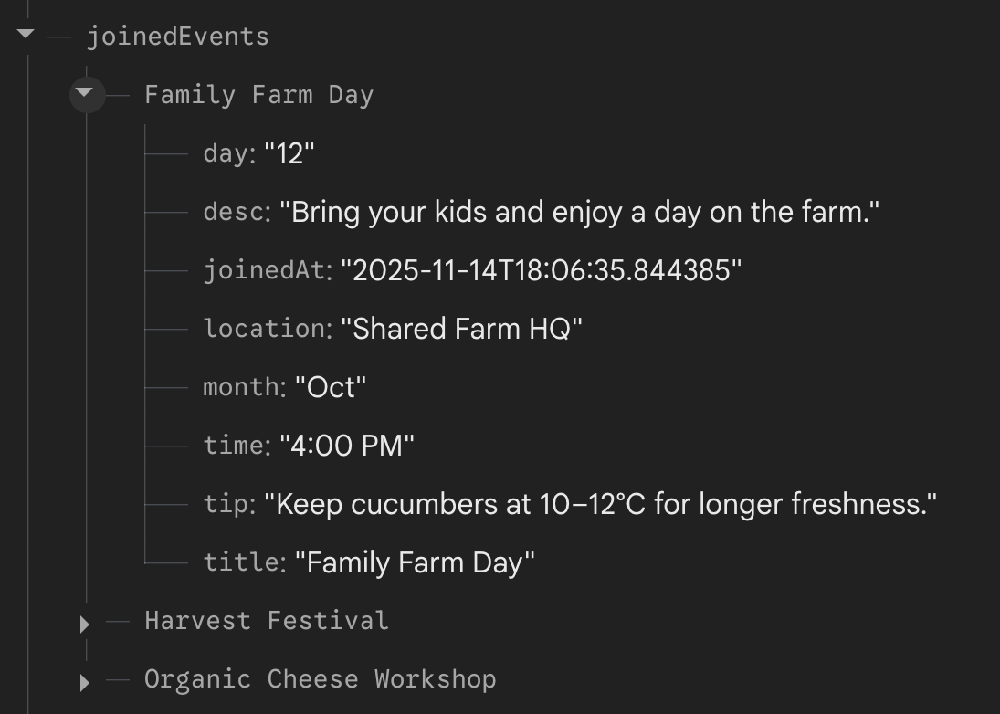 joinedEvents
Family Farm Day
day: "12"
desc: "Bring your kids and enjoy a day on the farm."
joinedAt: "2025-11-14T18:06:35.844385"
location: "Shared Farm HQ"
month: "Oct"
time: "4:00 PM"
tip: "Keep cucumbers at 10–12°C for longer freshness."
title: "Family Farm Day"
Harvest Festival
Organic Cheese Workshop